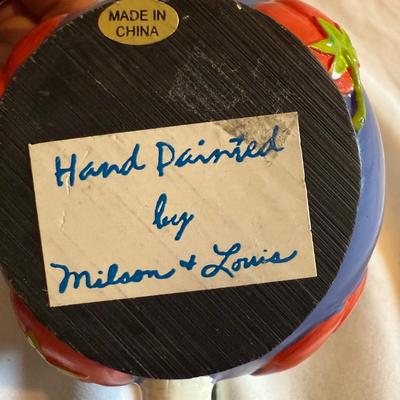 MADE IN
CHINA
Hand Painted
by
Milson + Louis